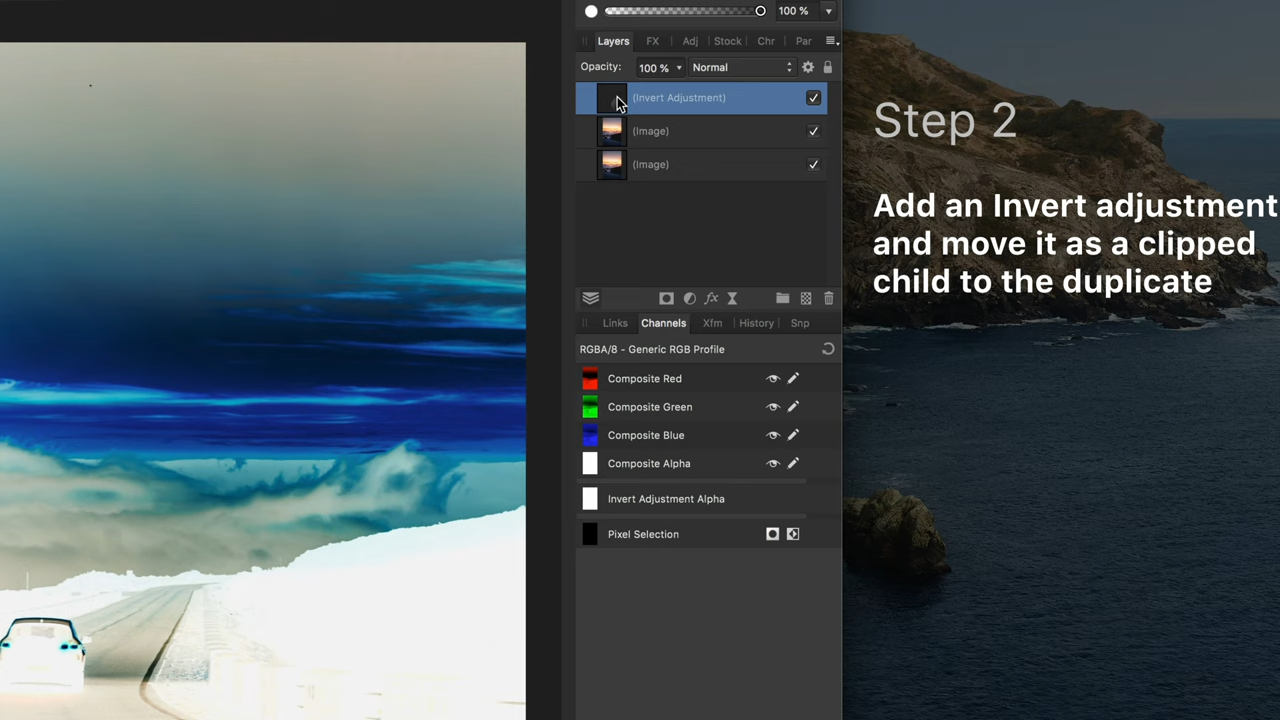 100 %
Layers FX Adj Stock Chr Par
Opacity: 100 % Normal
(Invert Adjustment)
(Image)
(Image)
fx
Links Channels Xfm History Snp
RGBA/8 - Generic RGB Profile
Composite Red
Composite Green
Composite Blue
Composite Alpha
Invert Adjustment Alpha
Pixel Selection
Step 2
Add an Invert adjustment
and move it as a clipped
child to the duplicate